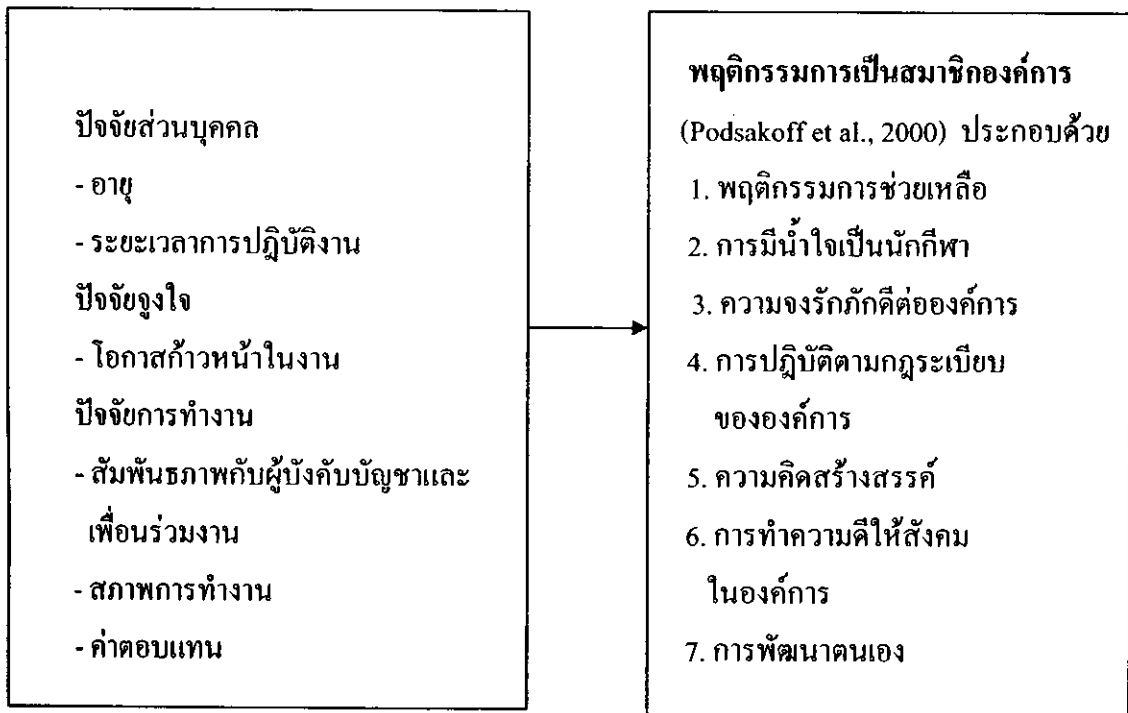 ปัจจัยส่วนบุคคล
- อายุ
- ระยะเวลาการปฏิบัติงาน
ปัจจัยจูงใจ
- โอกาสก้าวหน้าในงาน
ปัจจัยการทำงาน
- สัมพันธภาพกับผู้บังคับบัญชาและ
เพื่อนร่วมงาน
- สภาพการทำงาน
- ค่าตอบแทน
พฤติกรรมการเป็นสมาชิกองค์การ
(Podsakoff et al., 2000) ประกอบด้วย
1. พฤติกรรมการช่วยเหลือ
2. การมีน้ำใจเป็นนักกีฬา
3. ความจงรักภักดีต่อองค์การ
4. การปฏิบัติตามกฎระเบียบ
ขององค์การ
5. ความคิดสร้างสรรค์
6. การทำความดีให้สังคม
ในองค์การ
7. การพัฒนาตนเอง